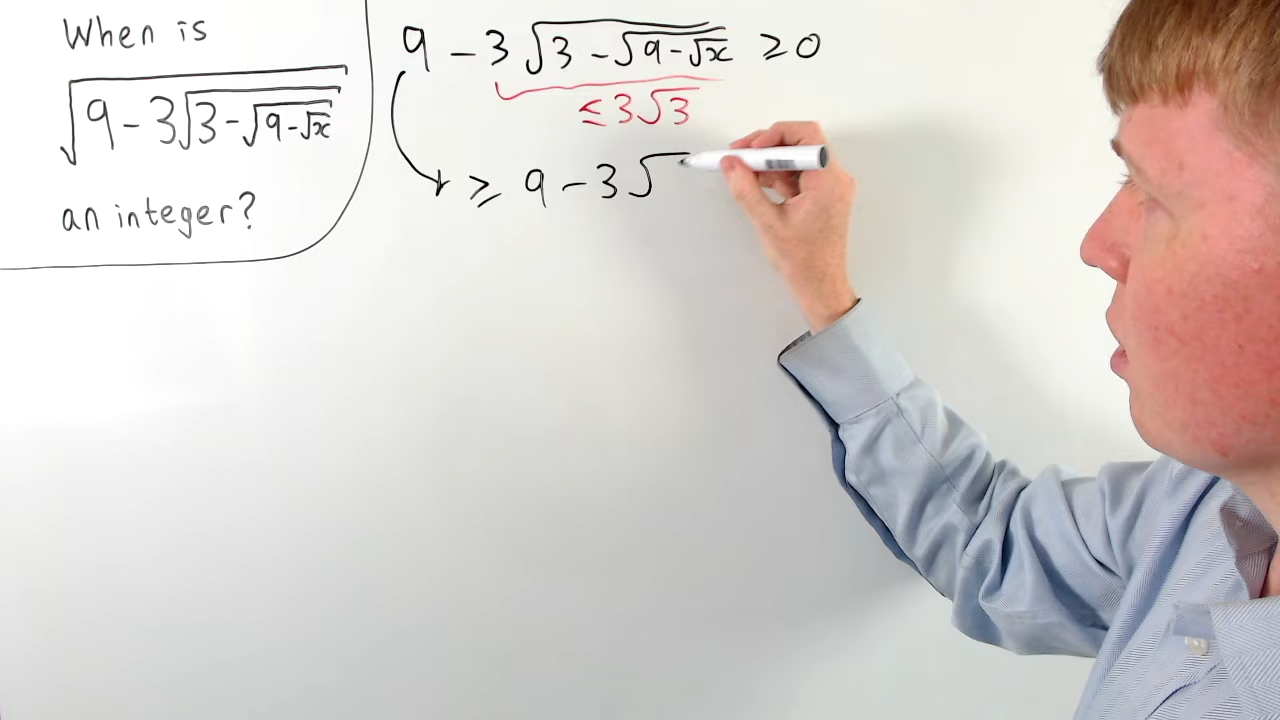 When is
√(9 - 3√(3 - √(9 - √x)))
an integer?
9 - 3√(3 - √(9 - √x)) ≥ 0
≤ 3√3
≥ 9 - 3√